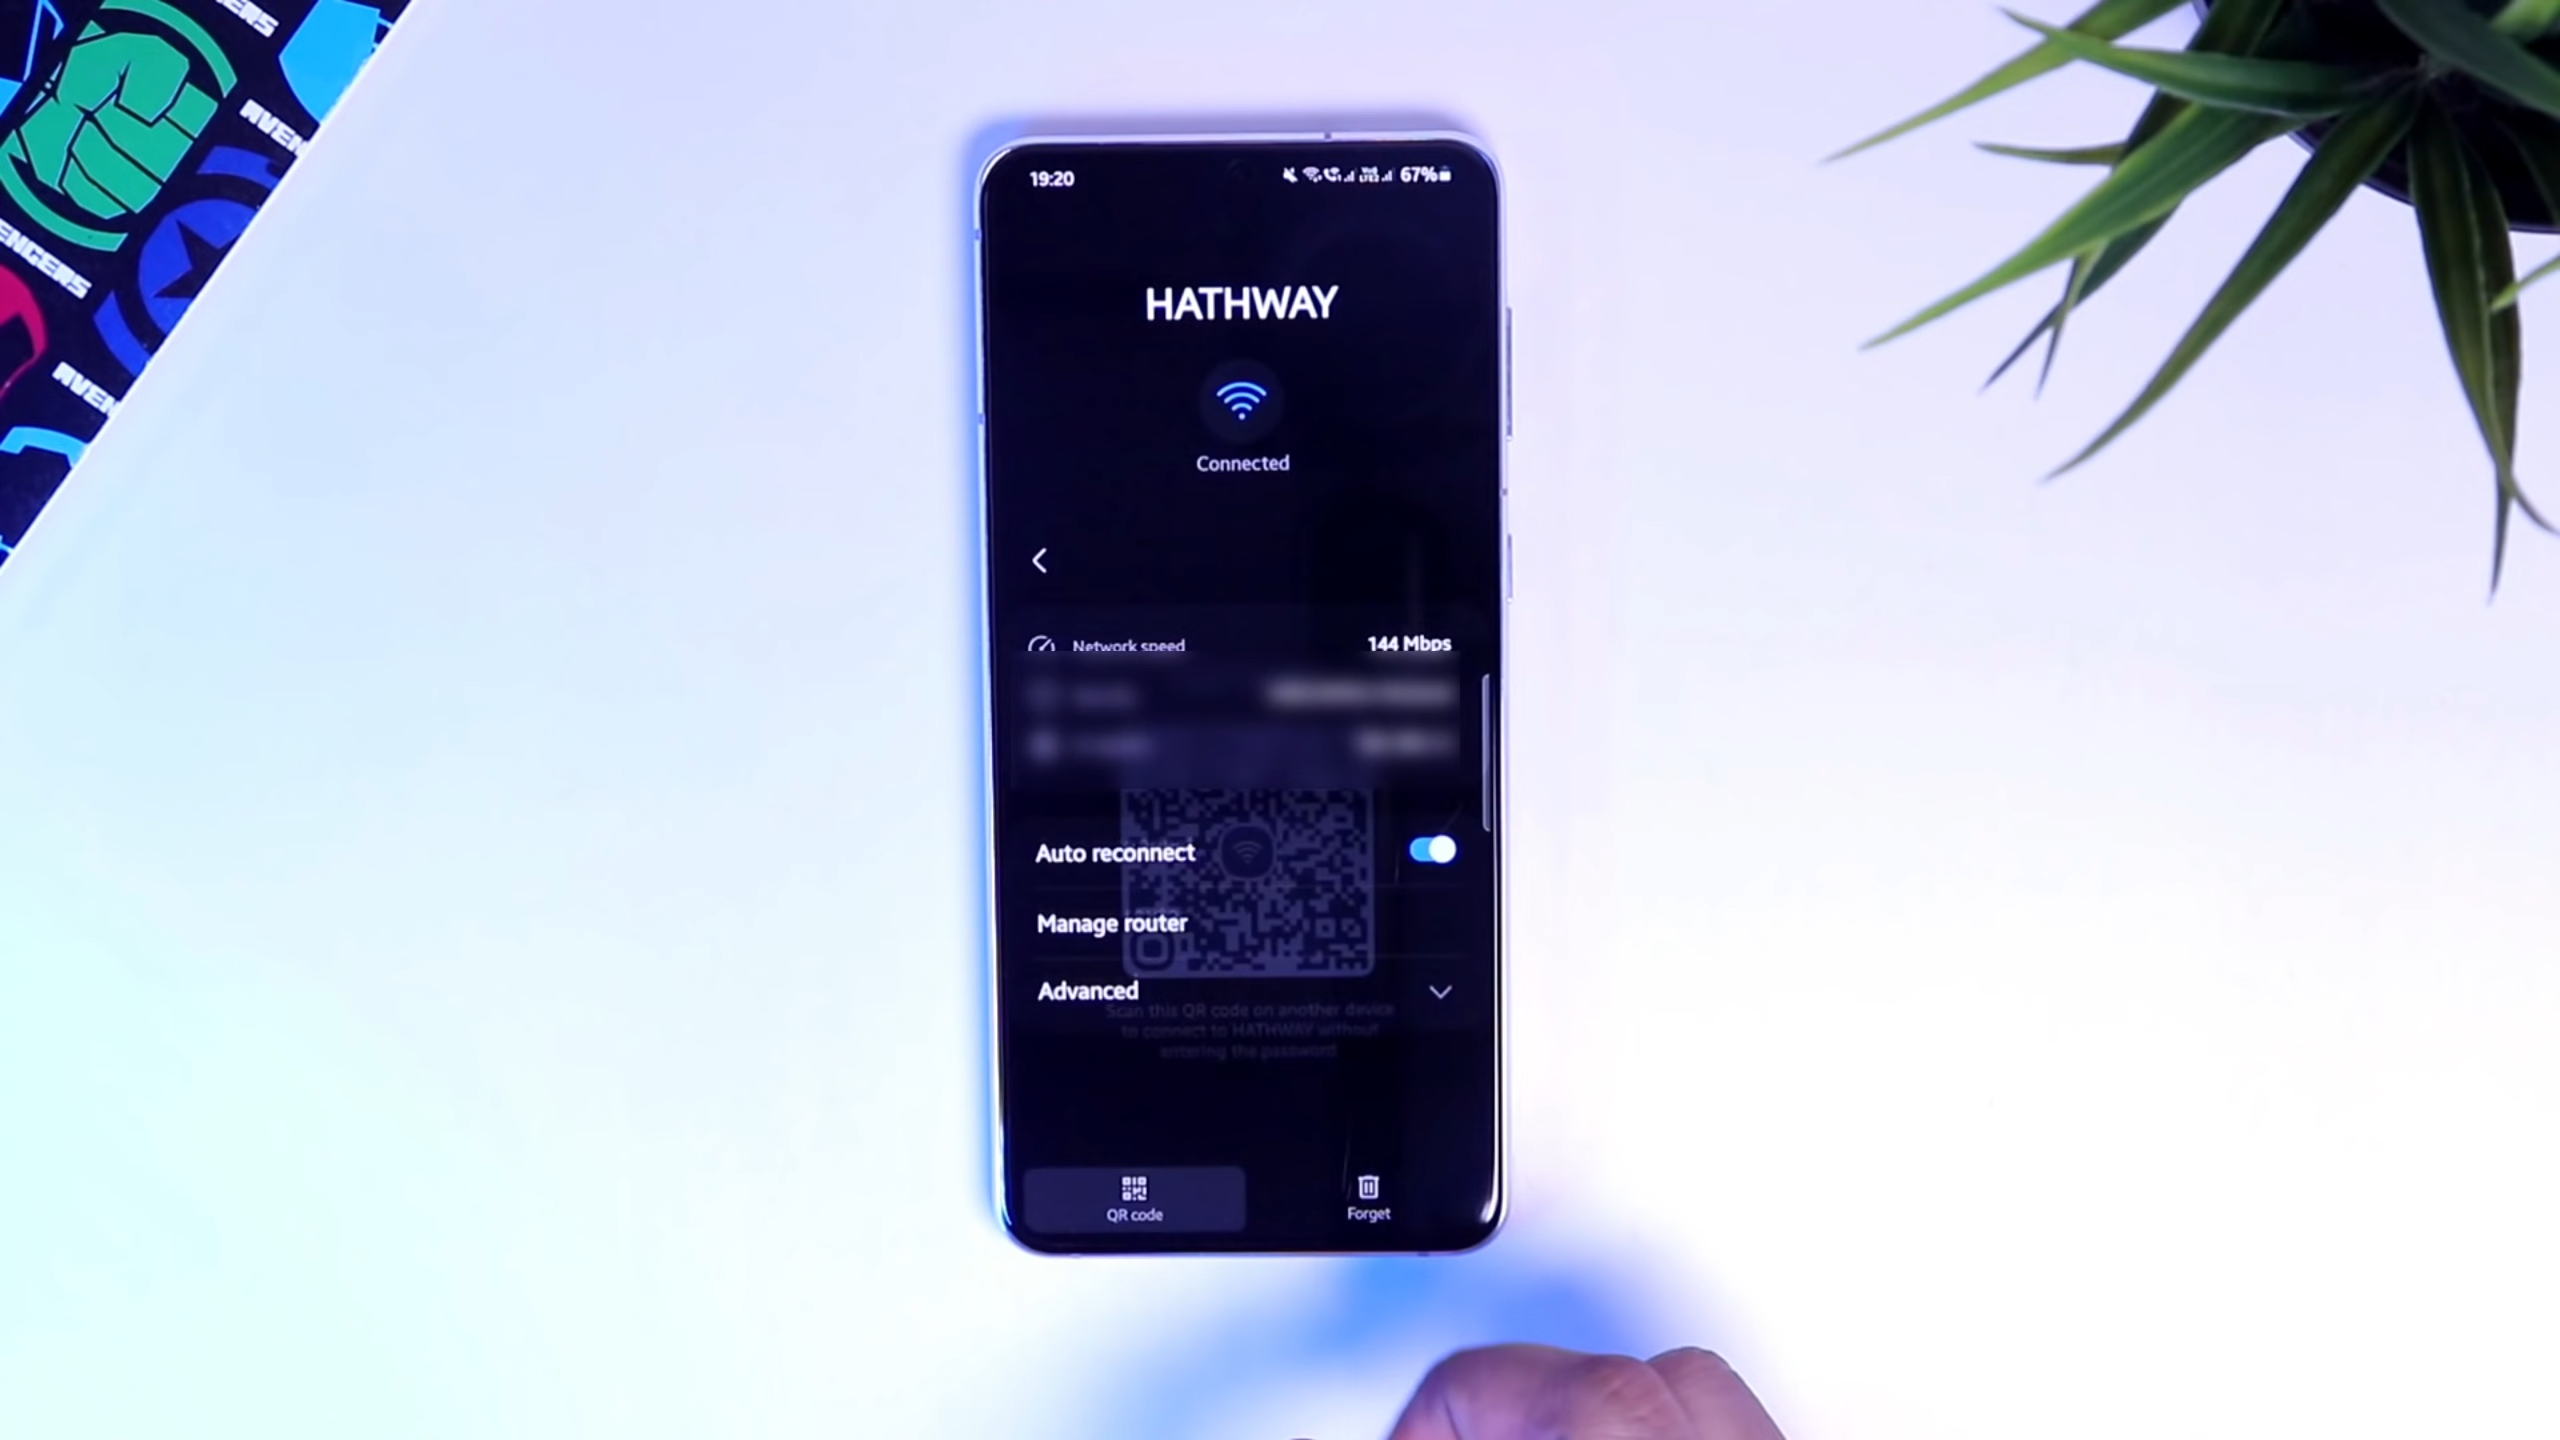 AVENGERS
19:20
67%
HATHWAY
Connected
Network speed
144 Mbps
Auto reconnect
Manage router
Advanced
Scan this QR code on another device
to connect to HATHWAY without
entering the password
QR code
Forget